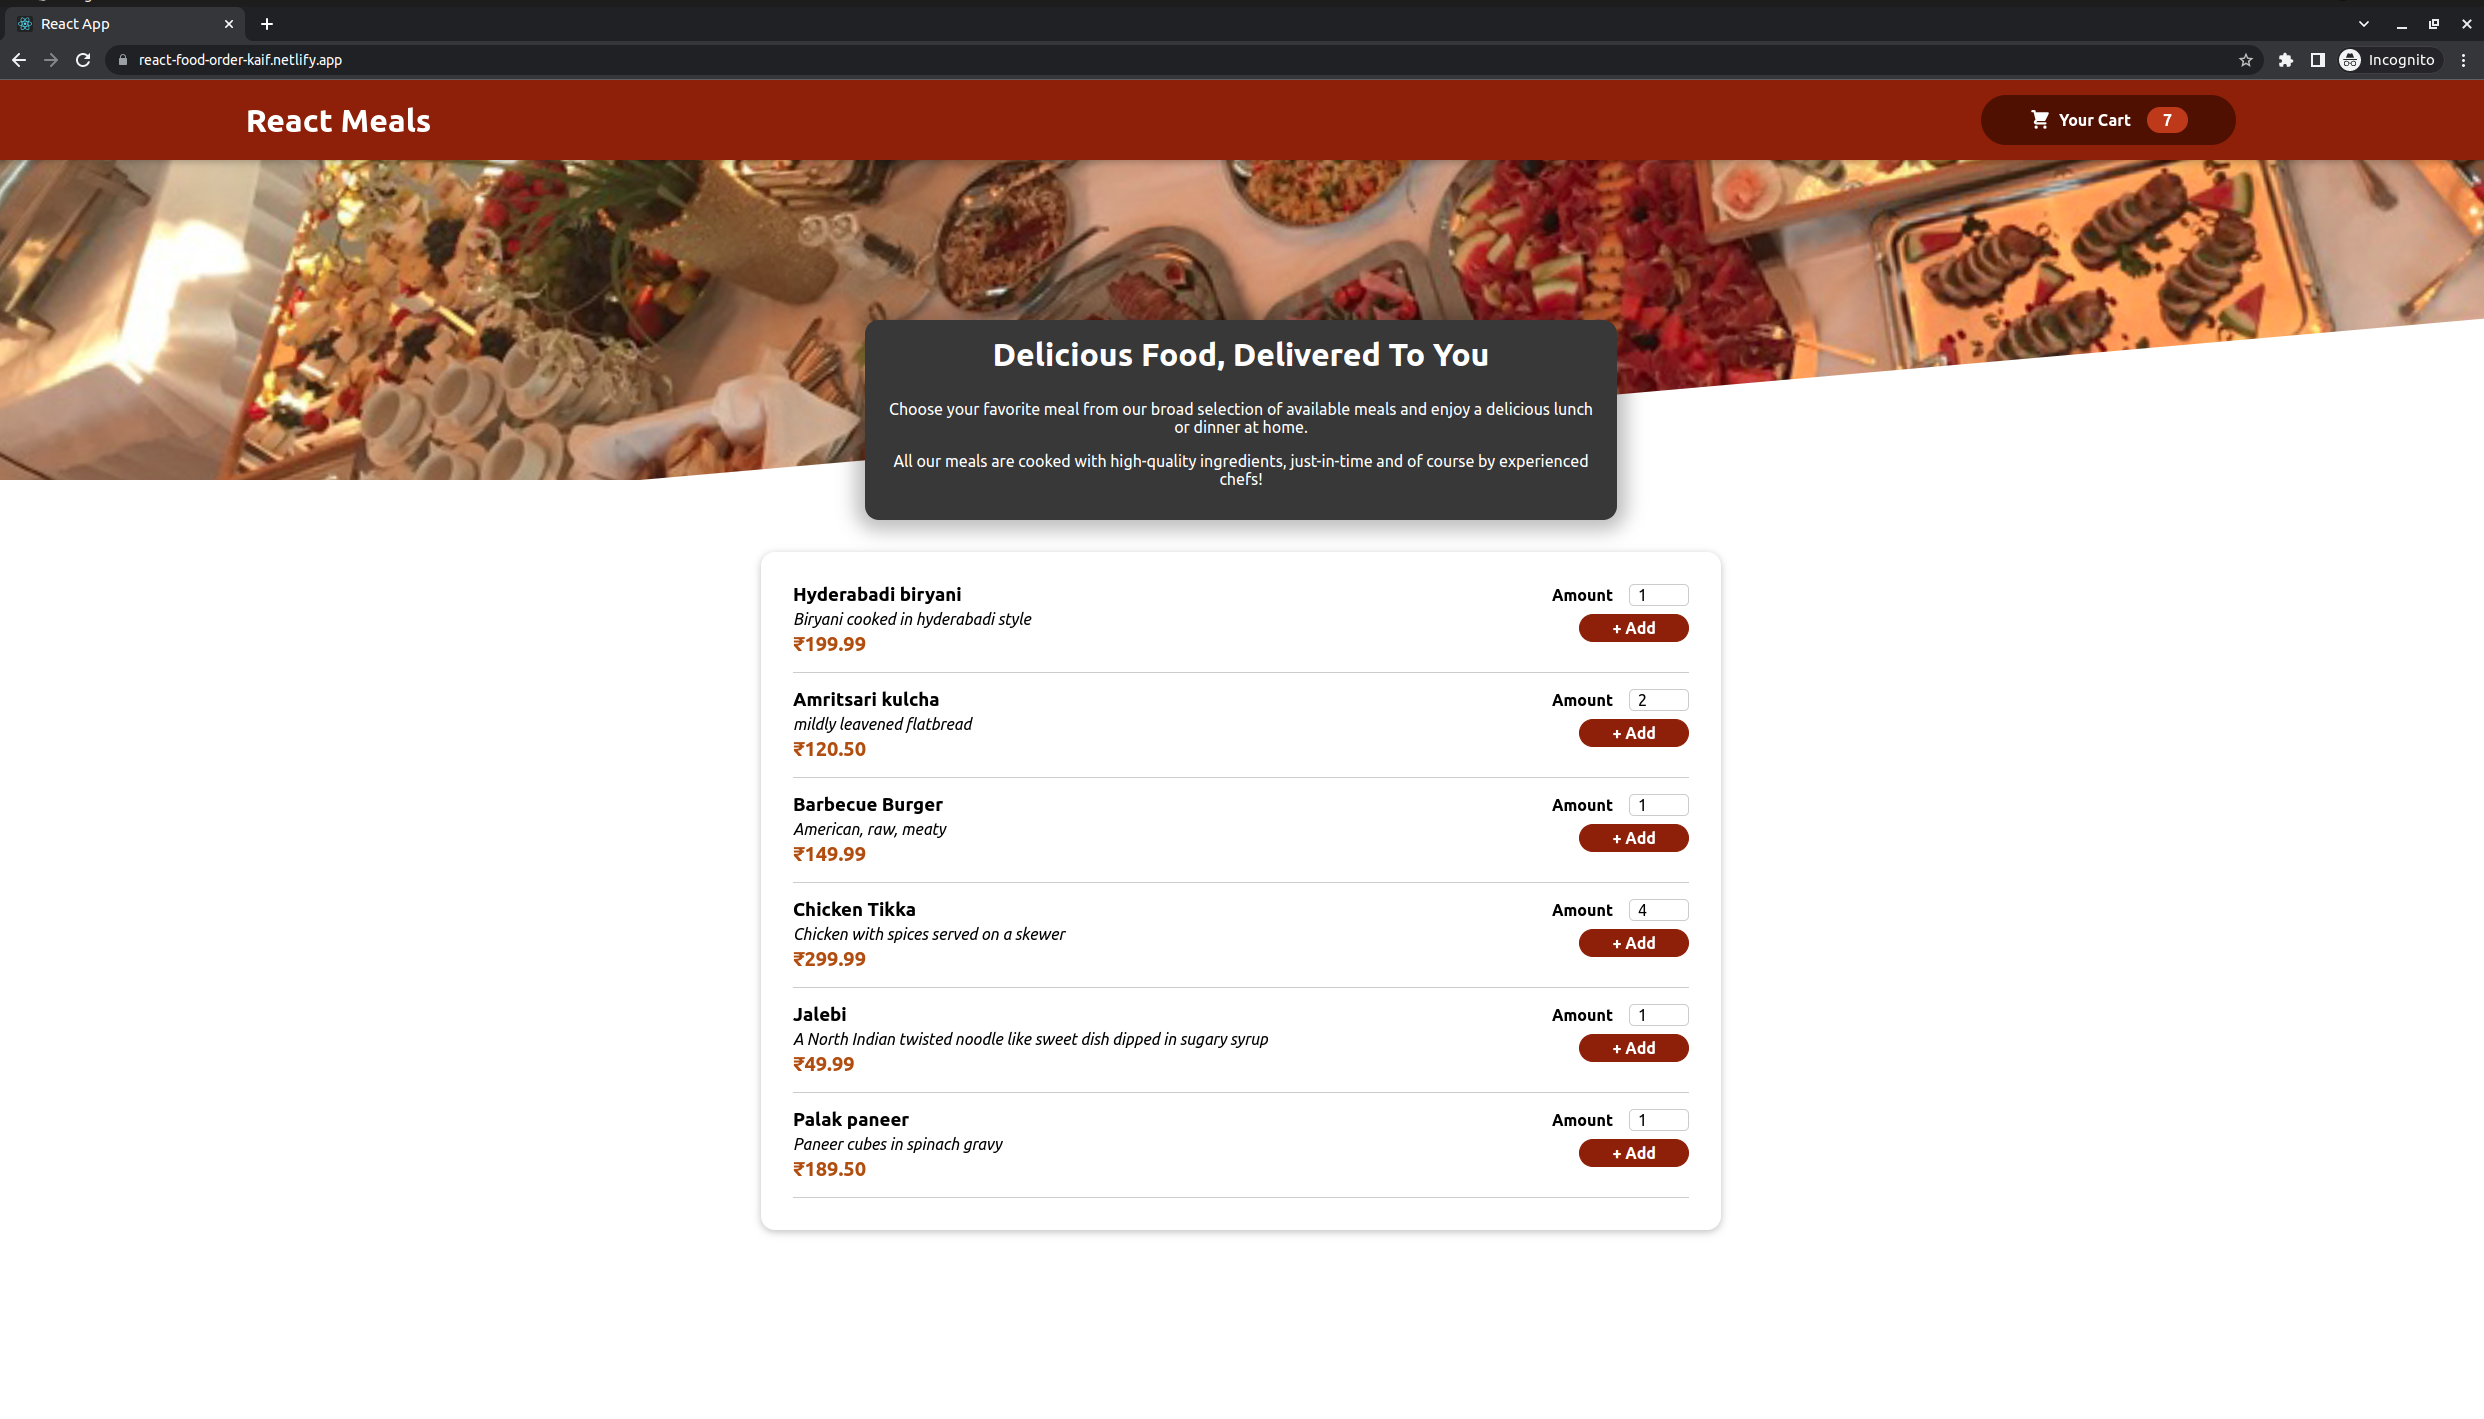 React App
react-food-order-kaif.netlify.app
Incognito
React Meals
Your Cart 7
Delicious Food, Delivered To You
Choose your favorite meal from our broad selection of available meals and enjoy a delicious lunch
or dinner at home.
All our meals are cooked with high-quality ingredients, just-in-time and of course by experienced
chefs!
Hyderabadi biryani
Biryani cooked in hyderabadi style
₹199.99
Amount 1
+ Add
Amritsari kulcha
mildly leavened flatbread
₹120.50
Amount 2
+ Add
Barbecue Burger
American, raw, meaty
₹149.99
Amount 1
+ Add
Chicken Tikka
Chicken with spices served on a skewer
₹299.99
Amount 4
+ Add
Jalebi
A North Indian twisted noodle like sweet dish dipped in sugary syrup
₹49.99
Amount 1
+ Add
Palak paneer
Paneer cubes in spinach gravy
₹189.50
Amount 1
+ Add